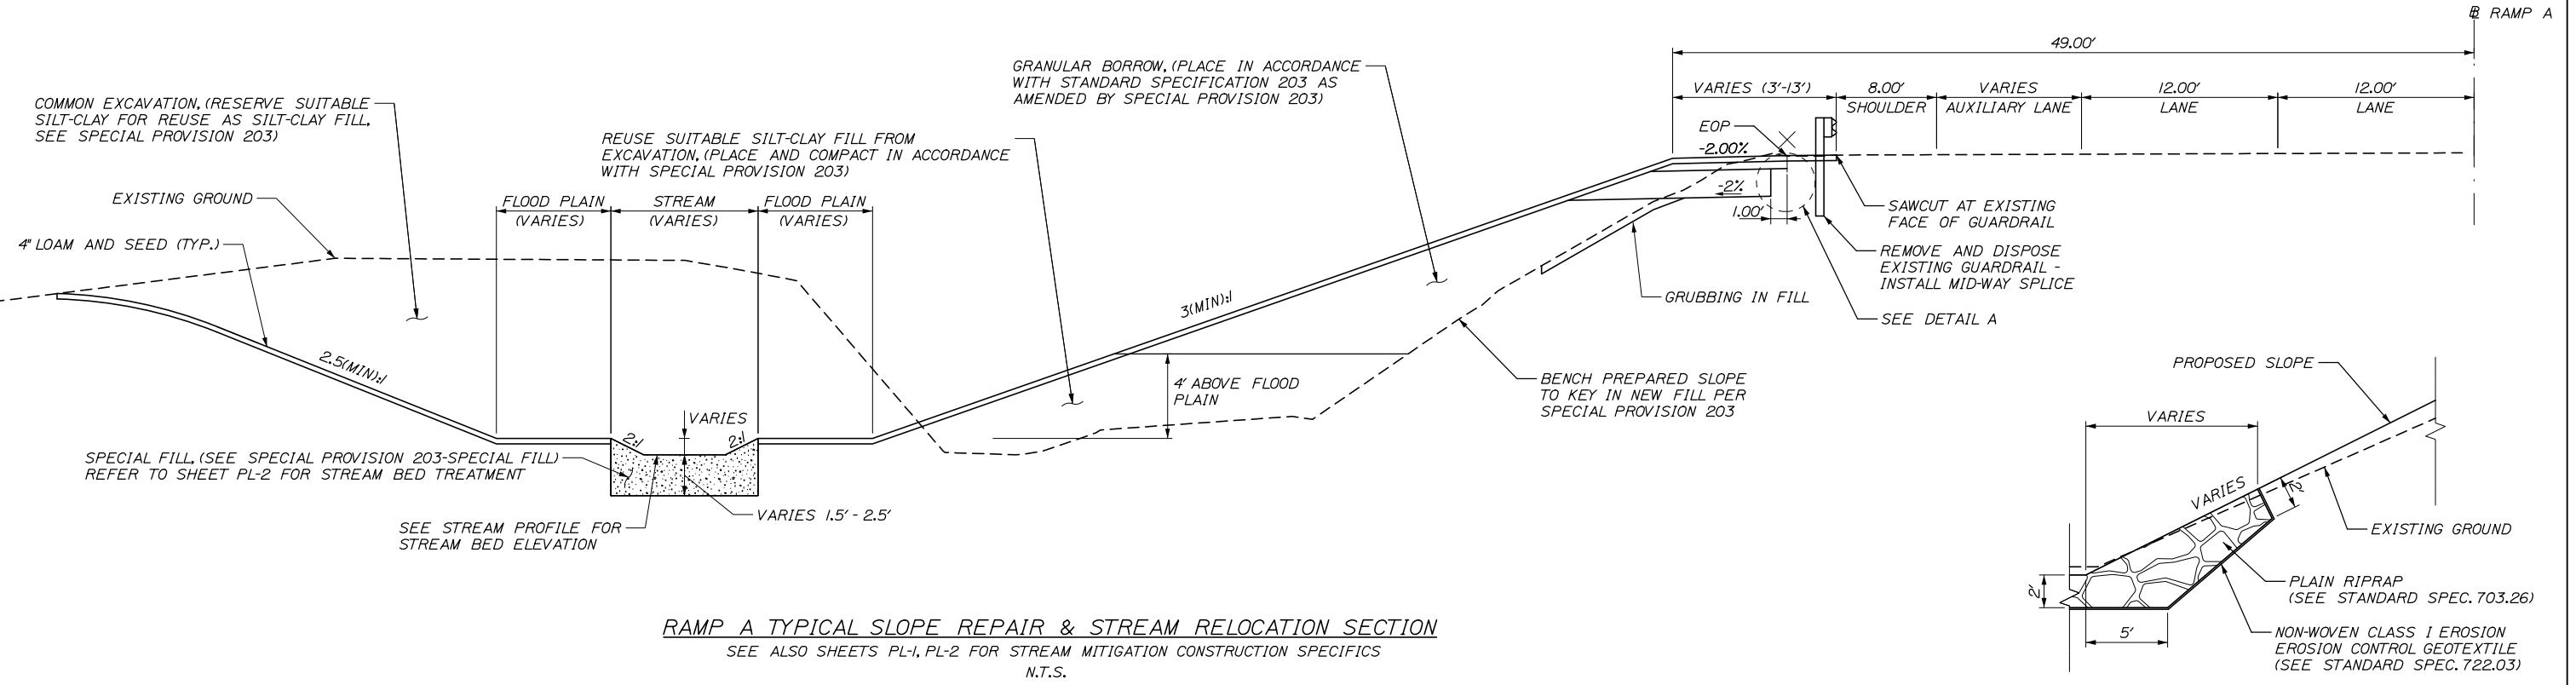 ℄ RAMP A
49.00'
VARIES (3'-13')
8.00'
SHOULDER
VARIES
AUXILIARY LANE
12.00'
LANE
12.00'
LANE
GRANULAR BORROW, (PLACE IN ACCORDANCE
WITH STANDARD SPECIFICATION 203 AS
AMENDED BY SPECIAL PROVISION 203)
COMMON EXCAVATION, (RESERVE SUITABLE
SILT-CLAY FOR REUSE AS SILT-CLAY FILL,
SEE SPECIAL PROVISION 203)
REUSE SUITABLE SILT-CLAY FILL FROM
EXCAVATION, (PLACE AND COMPACT IN ACCORDANCE
WITH SPECIAL PROVISION 203)
EOP
-2.00%
-2%
1.00'
EXISTING GROUND
4" LOAM AND SEED (TYP.)
FLOOD PLAIN
(VARIES)
STREAM
(VARIES)
FLOOD PLAIN
(VARIES)
SAWCUT AT EXISTING
FACE OF GUARDRAIL
REMOVE AND DISPOSE
EXISTING GUARDRAIL -
INSTALL MID-WAY SPLICE
GRUBBING IN FILL
SEE DETAIL A
3(MIN):1
2.5(MIN):1
4' ABOVE FLOOD
PLAIN
BENCH PREPARED SLOPE
TO KEY IN NEW FILL PER
SPECIAL PROVISION 203
VARIES
2:1
2:1
SPECIAL FILL, (SEE SPECIAL PROVISION 203-SPECIAL FILL)
REFER TO SHEET PL-2 FOR STREAM BED TREATMENT
VARIES 1.5' - 2.5'
SEE STREAM PROFILE FOR
STREAM BED ELEVATION
PROPOSED SLOPE
VARIES
VARIES
2'
EXISTING GROUND
2'
PLAIN RIPRAP
(SEE STANDARD SPEC. 703.26)
5'
NON-WOVEN CLASS 1 EROSION
EROSION CONTROL GEOTEXTILE
(SEE STANDARD SPEC. 722.03)
RAMP A TYPICAL SLOPE REPAIR & STREAM RELOCATION SECTION
SEE ALSO SHEETS PL-1, PL-2 FOR STREAM MITIGATION CONSTRUCTION SPECIFICS
N.T.S.